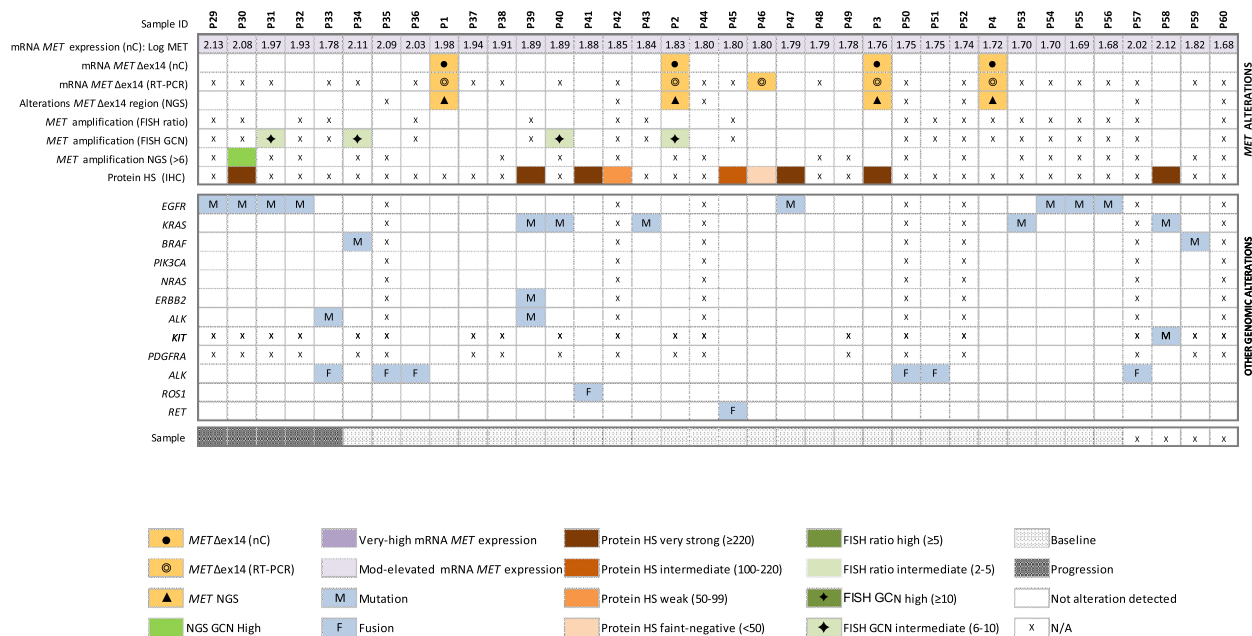 Sample ID P29 P30 P31 P32 P33 P34 P35 P36 P1 P37 P38 P39 P40 P41 P42 P43 P2 P44 P45 P46 P47 P48 P49 P3 P50 P51 P52 P4 P53 P54 P55 P56 P57 P58 P59 P60
mRNA MET expression (nC): Log MET 2.13 2.08 1.97 1.93 1.78 2.11 2.09 2.03 1.98 1.94 1.91 1.89 1.89 1.88 1.85 1.84 1.83 1.80 1.80 1.80 1.79 1.79 1.78 1.76 1.75 1.75 1.74 1.72 1.70 1.70 1.69 1.68 2.02 2.12 1.82 1.68
mRNA MET Δex14 (nC) ● ● ● ●
mRNA MET Δex14 (RT-PCR) x x x x x x ◎ x x x x x ◎ x x ◎ x ◎ x x ◎ x x x x x x x
Alterations MET Δex14 region (NGS) x ▲ x ▲ x ▲ x x ▲ x x
MET amplification (FISH ratio) x x x x x x x x x x x x x x x x x x x
MET amplification (FISH GCN) x x ✦ x x ✦ x x ✦ x x ✦ x x x x x x x x x x x
MET amplification NGS (>6) x x x x x x x x x x x x x x x x x x x x x x
Protein HS (IHC) x x x x x x x x x x x x x x x x x x x x x x x x x x
MET ALTERATIONS
EGFR M M M M x x x M x x M M M x x
KRAS x M M x M x x x M x M x
BRAF M x x x x x x M x
PIK3CA x x x x x x x
NRAS x x x x x x x
ERBB2 x M x x x x x x
ALK M x M x x x x x x
KIT x x x x x x x x x x x x x x x x M x x
PDGFRA x x x x x x x x x x x x x x x x x x
ALK F F F F F F
ROS1 F
RET F
OTHER GENOMIC ALTERATIONS
Sample x x x x
● MET Δex14 (nC)
Very-high mRNA MET expression
Protein HS very strong (≥220)
FISH ratio high (≥5)
Baseline
◎ MET Δex14 (RT-PCR)
Mod-elevated mRNA MET expression
Protein HS intermediate (100-220)
FISH ratio intermediate (2-5)
Progression
▲ MET NGS
M Mutation
Protein HS weak (50-99)
✦ FISH GCN high (≥10)
Not alteration detected
NGS GCN High
F Fusion
Protein HS faint-negative (<50)
✦ FISH GCN intermediate (6-10)
x N/A